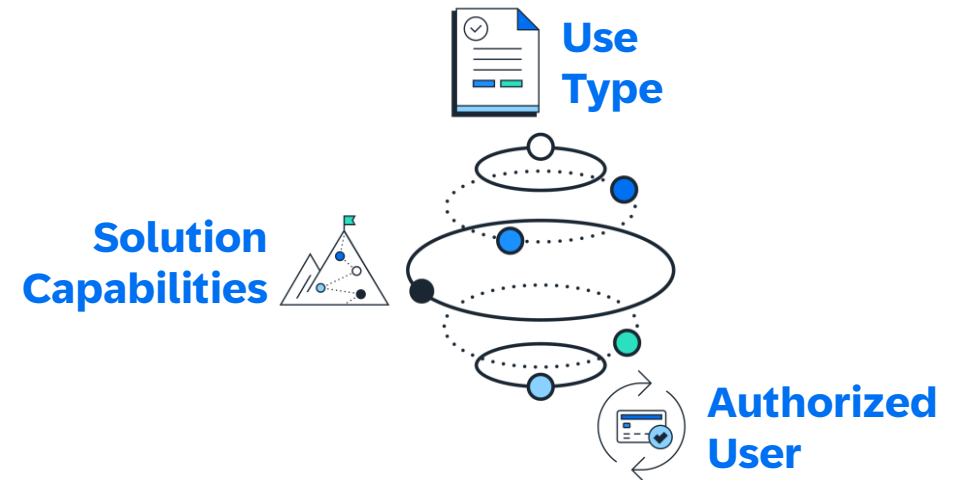 Use
Type
Solution
Capabilities
Authorized
User